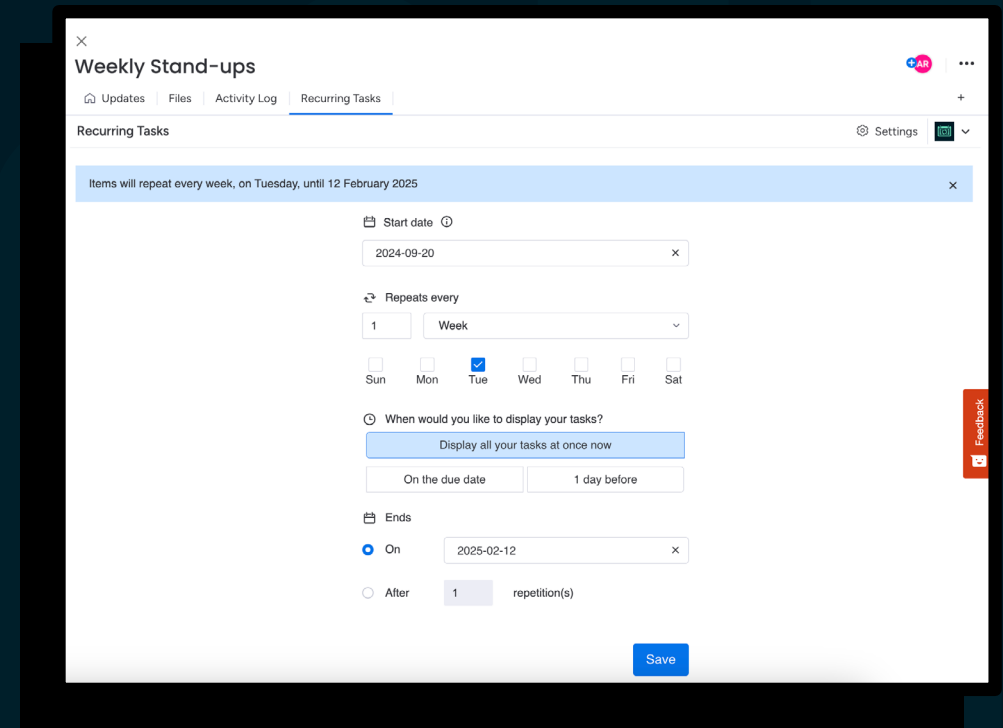 Weekly Stand-ups
AR
Updates Files Activity Log Recurring Tasks
Recurring Tasks
Settings
Items will repeat every week, on Tuesday, until 12 February 2025
Start date
2024-09-20
Repeats every
1 Week
Sun Mon Tue Wed Thu Fri Sat
When would you like to display your tasks?
Display all your tasks at once now
On the due date 1 day before
Ends
On 2025-02-12
After 1 repetition(s)
Save
Feedback